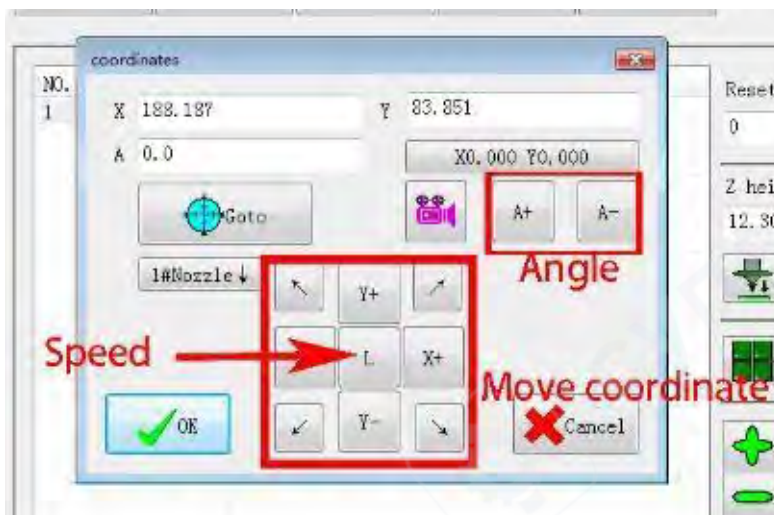 coordinates
NO.
1
X 188.187 Y 83.851
A 0.0 X0.000 Y0.000
Reset
0
Goto A+ A-
Z hei
12.30
Angle
1#Nozzle↓
↖ Y+ ↗
Speed L X+
Move coordinate
OK ↙ Y- ↘ Cancel